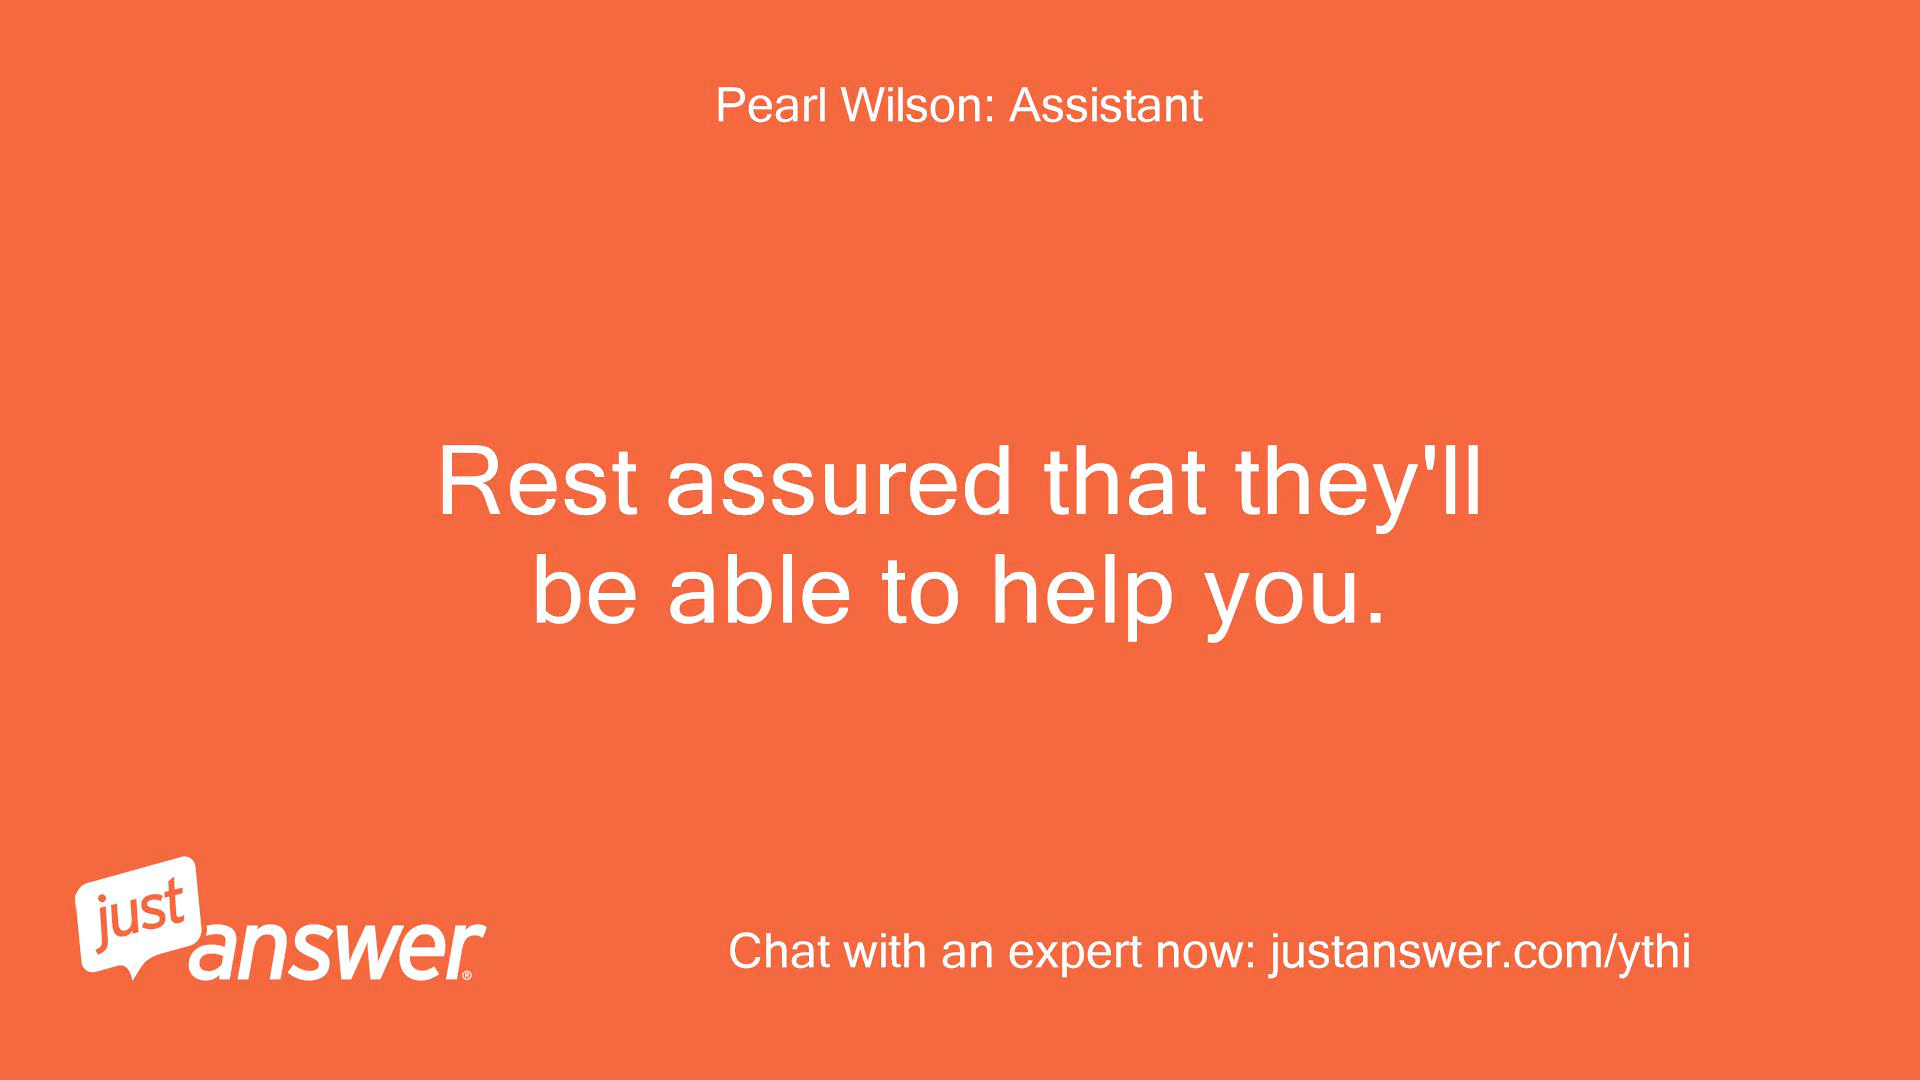 Pearl Wilson: Assistant
Rest assured that they'll
be able to help you.
just
answer®
Chat with an expert now: justanswer.com/ythi